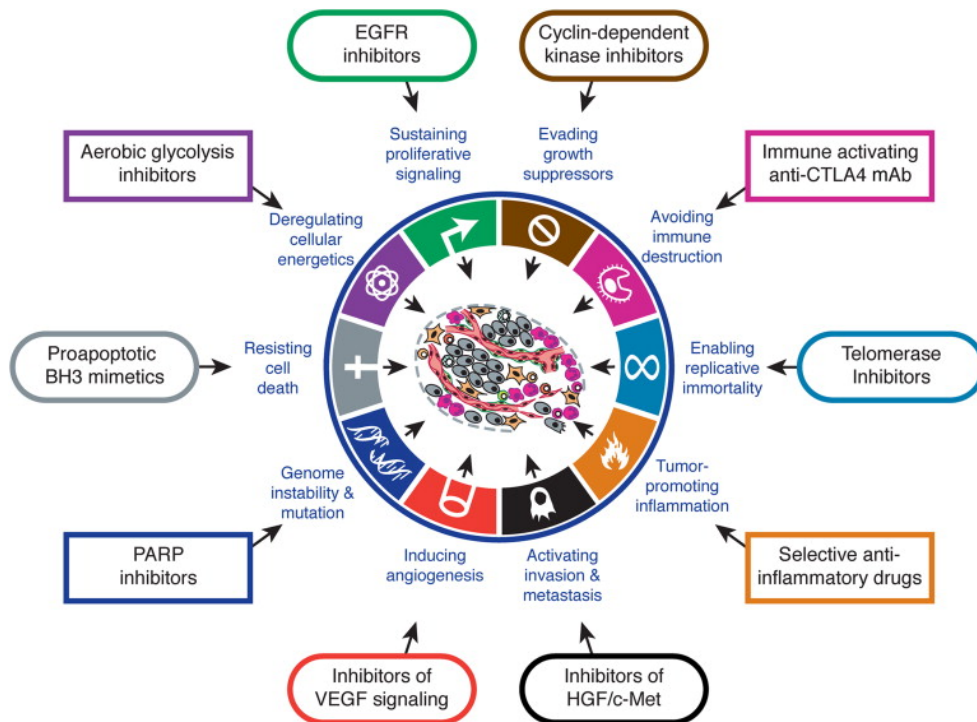 EGFR
inhibitors
Cyclin-dependent
kinase inhibitors
Sustaining
proliferative
signaling
Evading
growth
suppressors
Aerobic glycolysis
inhibitors
Immune activating
anti-CTLA4 mAb
Deregulating
cellular
energetics
Avoiding
immune
destruction
Proapoptotic
BH3 mimetics
Resisting
cell
death
Enabling
replicative
immortality
Telomerase
Inhibitors
Genome
instability &
mutation
Tumor-
promoting
inflammation
PARP
inhibitors
Inducing
angiogenesis
Activating
invasion &
metastasis
Selective anti-
inflammatory drugs
Inhibitors of
VEGF signaling
Inhibitors of
HGF/c-Met